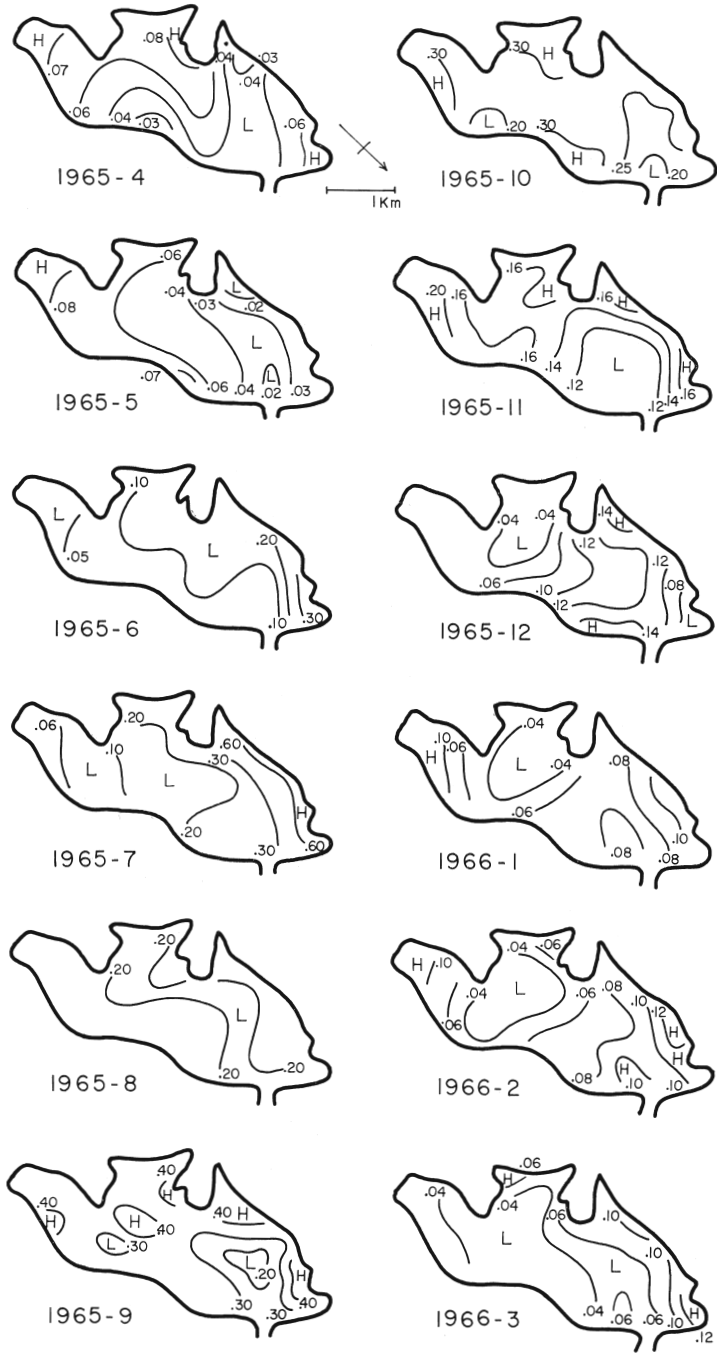 H .08 H .04 .03
.07 .04
.06 .04 .03 L .06 H
1965-4
1 Km
.30 .30 H
H
L .20 .30 H .25 L .20
1965-10
H .06
.08 .04 .03 L .02
L
.07 .06 .04 L .02 .03
1965-5
.20 .16 .16 H .16 H
H
.16 .14 .12 L H
.12 .14 .16
1965-11
L .10
.05 L .20
.10 .30
1965-6
.04 .04 .14 H
L .12 .12
.06 .10 .12 .08
H .14 L
1965-12
.06 .20 .60
L .10 L .30
.20 H
.30 .60
1965-7
.10 .06 .04
H L .04 .08
.06 .10
.08 .08
1966-1
.20
.20
L
.20 .20
1965-8
H .10 .04 .06
.04 L .06 .08 .10 .12
.06 H
H H
.08 .10 .10
1966-2
.40 .40
H H .40 H
H .40
L .30 L .20 H
.30 .30 .40
1965-9
.04 H .06
.04 .06 .10
L .10
L
.04 .06 .06 .10 H
.12
1966-3